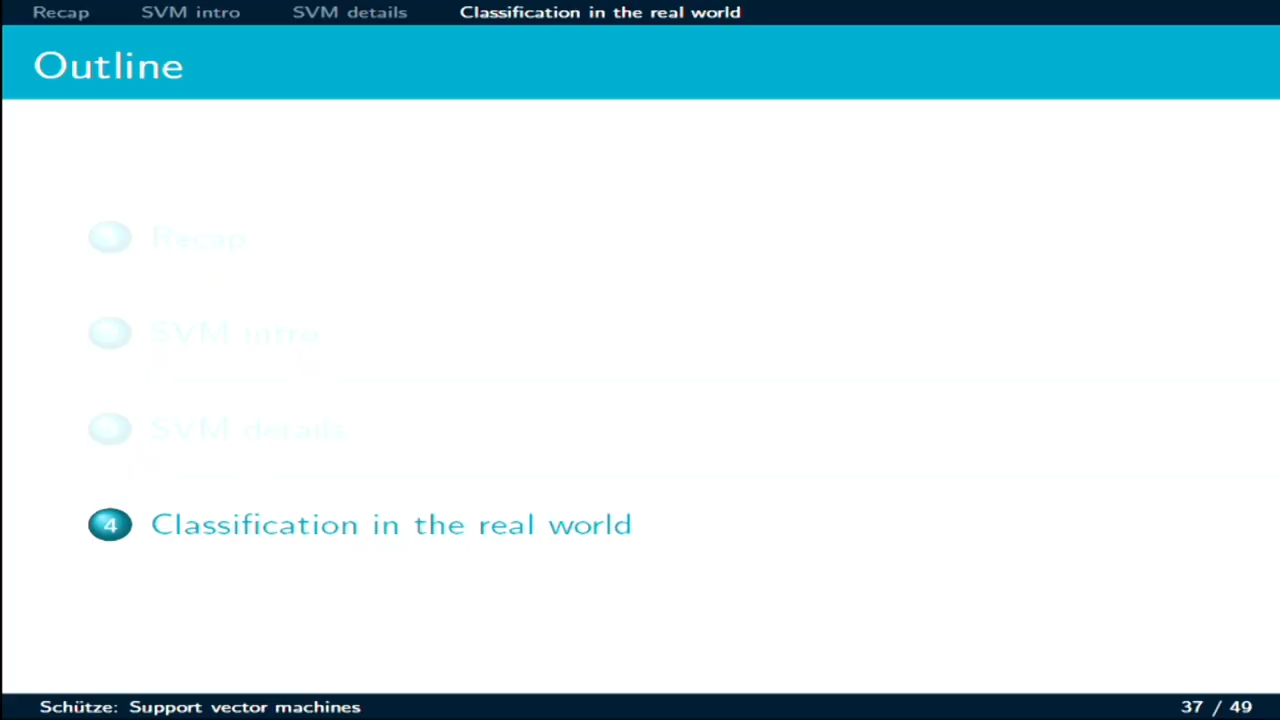 Recap SVM intro SVM details Classification in the real world
Outline
Recap
SVM intro
SVM details
4 Classification in the real world
Schütze: Support vector machines 37 / 49